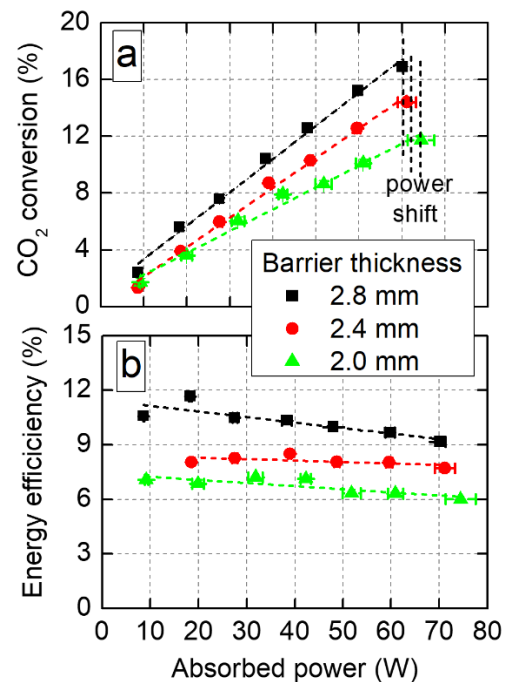 20
16
12
8
4
0
CO2 conversion (%)
a
power
shift
Barrier thickness
2.8 mm
2.4 mm
2.0 mm
15
12
9
6
3
0
Energy efficiciency (%)
b
0 10 20 30 40 50 60 70 80
Absorbed power (W)